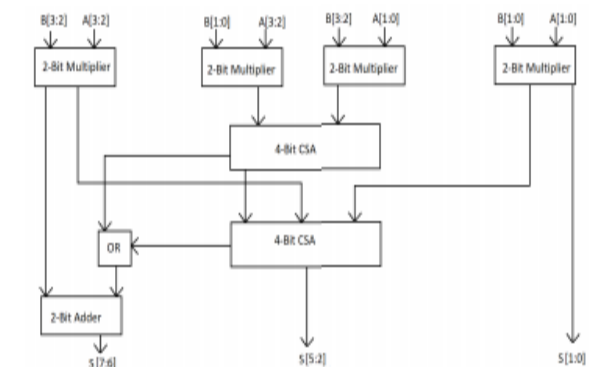 B[3:2] A[3:2] B[1:0] A[3:2] B[3:2] A[1:0] B[1:0] A[1:0]
2-Bit Multiplier 2-Bit Multiplier 2-Bit Multiplier 2-Bit Multiplier
4-Bit CSA
4-Bit CSA
OR
2-Bit Adder
S[7:6] S[5:2] S[1:0]